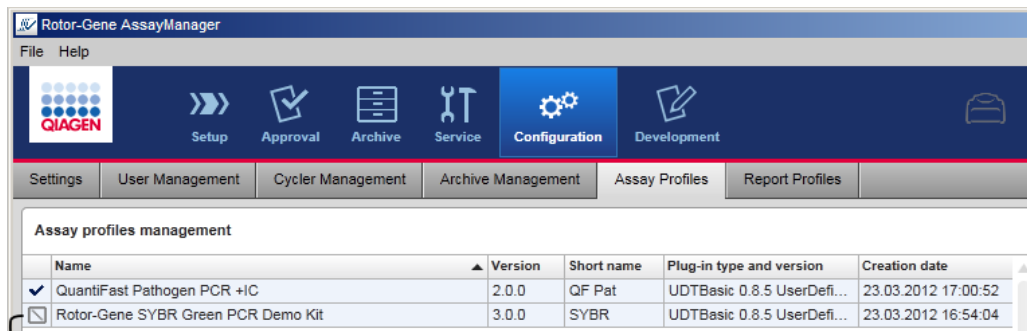 Rotor-Gene AssayManager
File Help
QIAGEN
Setup Approval Archive Service Configuration Development
Settings User Management Cycler Management Archive Management Assay Profiles Report Profiles
Assay profiles management
Name Version Short name Plug-in type and version Creation date
QuantiFast Pathogen PCR +IC 2.0.0 QF Pat UDTBasic 0.8.5 UserDefi... 23.03.2012 17:00:52
Rotor-Gene SYBR Green PCR Demo Kit 3.0.0 SYBR UDTBasic 0.8.5 UserDefi... 23.03.2012 16:54:04